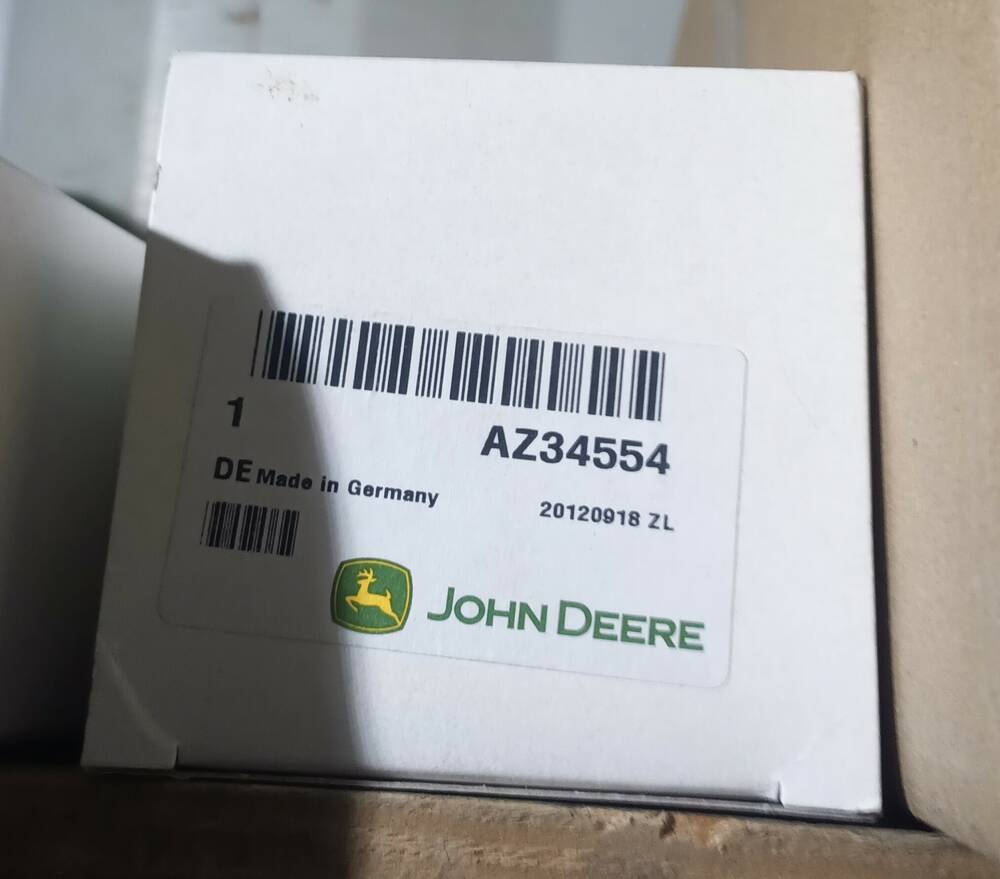 1
AZ34554
DE Made in Germany
20120918 ZL
JOHN DEERE